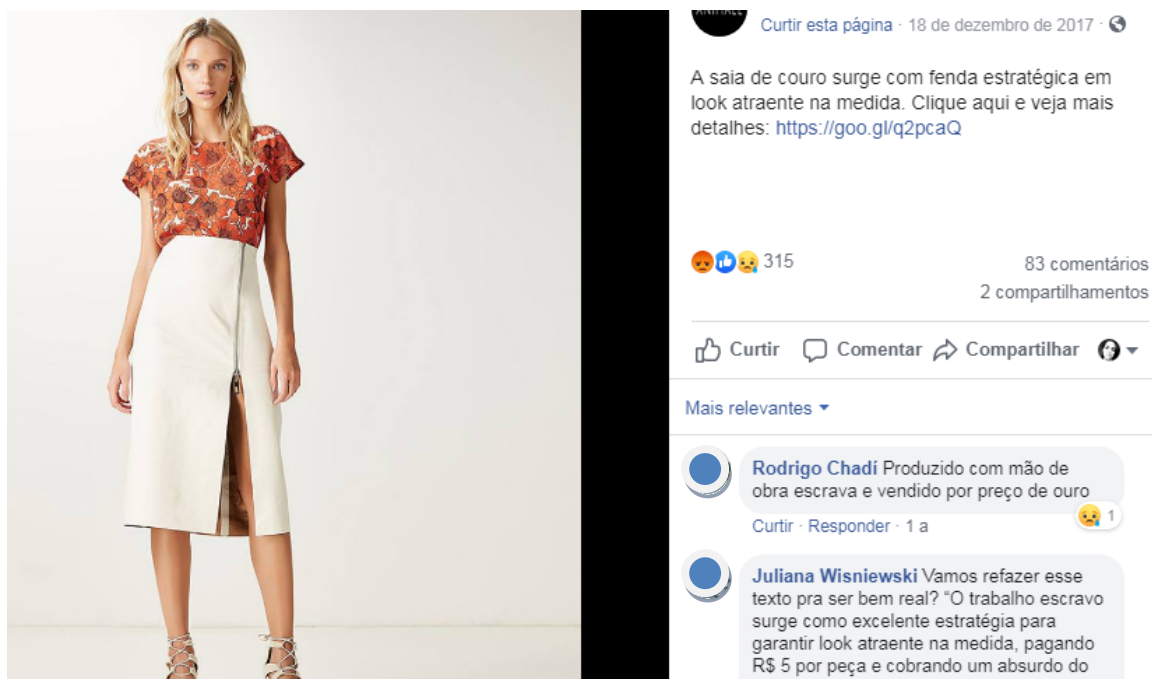 Curtir esta página · 18 de dezembro de 2017 ·
A saia de couro surge com fenda estratégica em
look atraente na medida. Clique aqui e veja mais
detalhes: https://goo.gl/q2pcaQ
315
83 comentários
2 compartilhamentos
Curtir Comentar Compartilhar
Mais relevantes
Rodrigo Chadí Produzido com mão de
obra escrava e vendido por preço de ouro
1
Curtir · Responder · 1 a
Juliana Wisniewski Vamos refazer esse
texto pra ser bem real? “O trabalho escravo
surge como excelente estratégia para
garantir look atraente na medida, pagando
R$ 5 por peça e cobrando um absurdo do